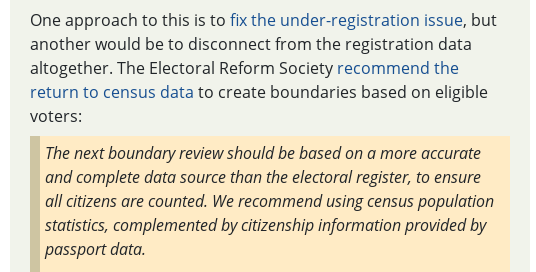 One approach to this is to fix the under-registration issue, but
another would be to disconnect from the registration data
altogether. The Electoral Reform Society recommend the
return to census data to create boundaries based on eligible
voters:
The next boundary review should be based on a more accurate
and complete data source than the electoral register, to ensure
all citizens are counted. We recommend using census population
statistics, complemented by citizenship information provided by
passport data.